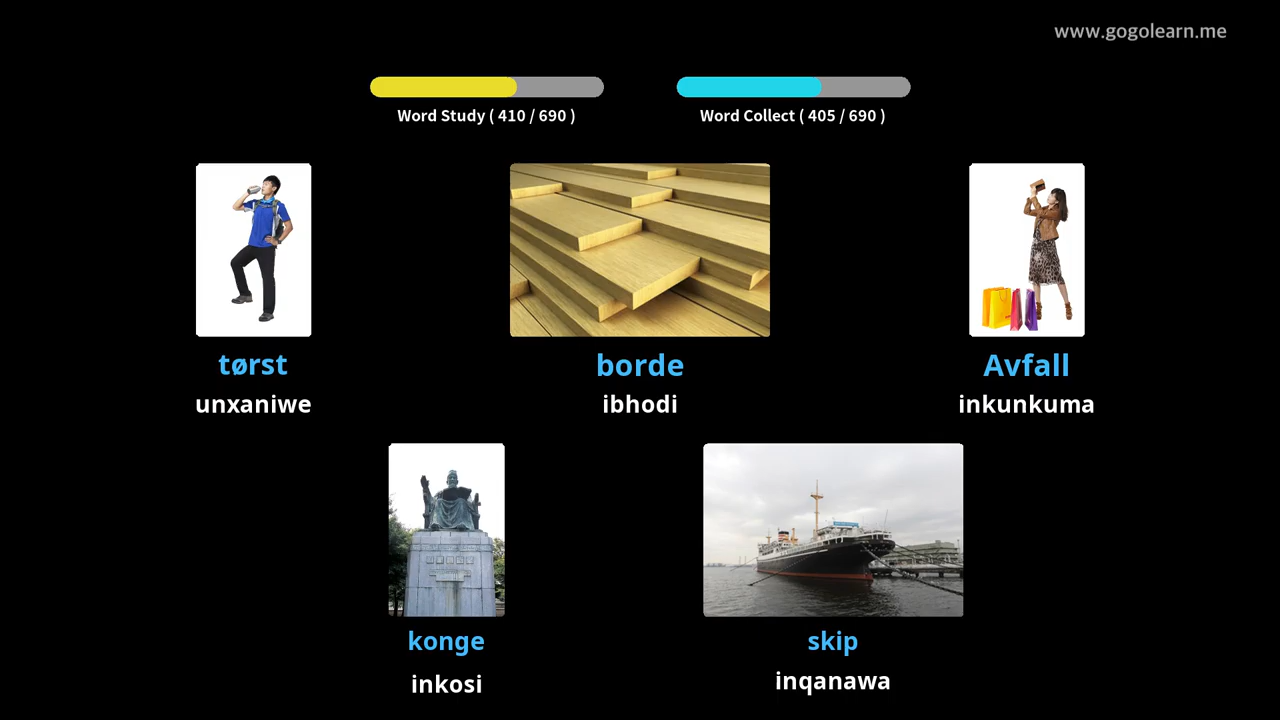 www.gogolearn.me
Word Study ( 410 / 690 )
Word Collect ( 405 / 690 )
tørst
borde
Avfall
unxaniwe
ibhodi
inkunkuma
konge
skip
inkosi
inqanawa